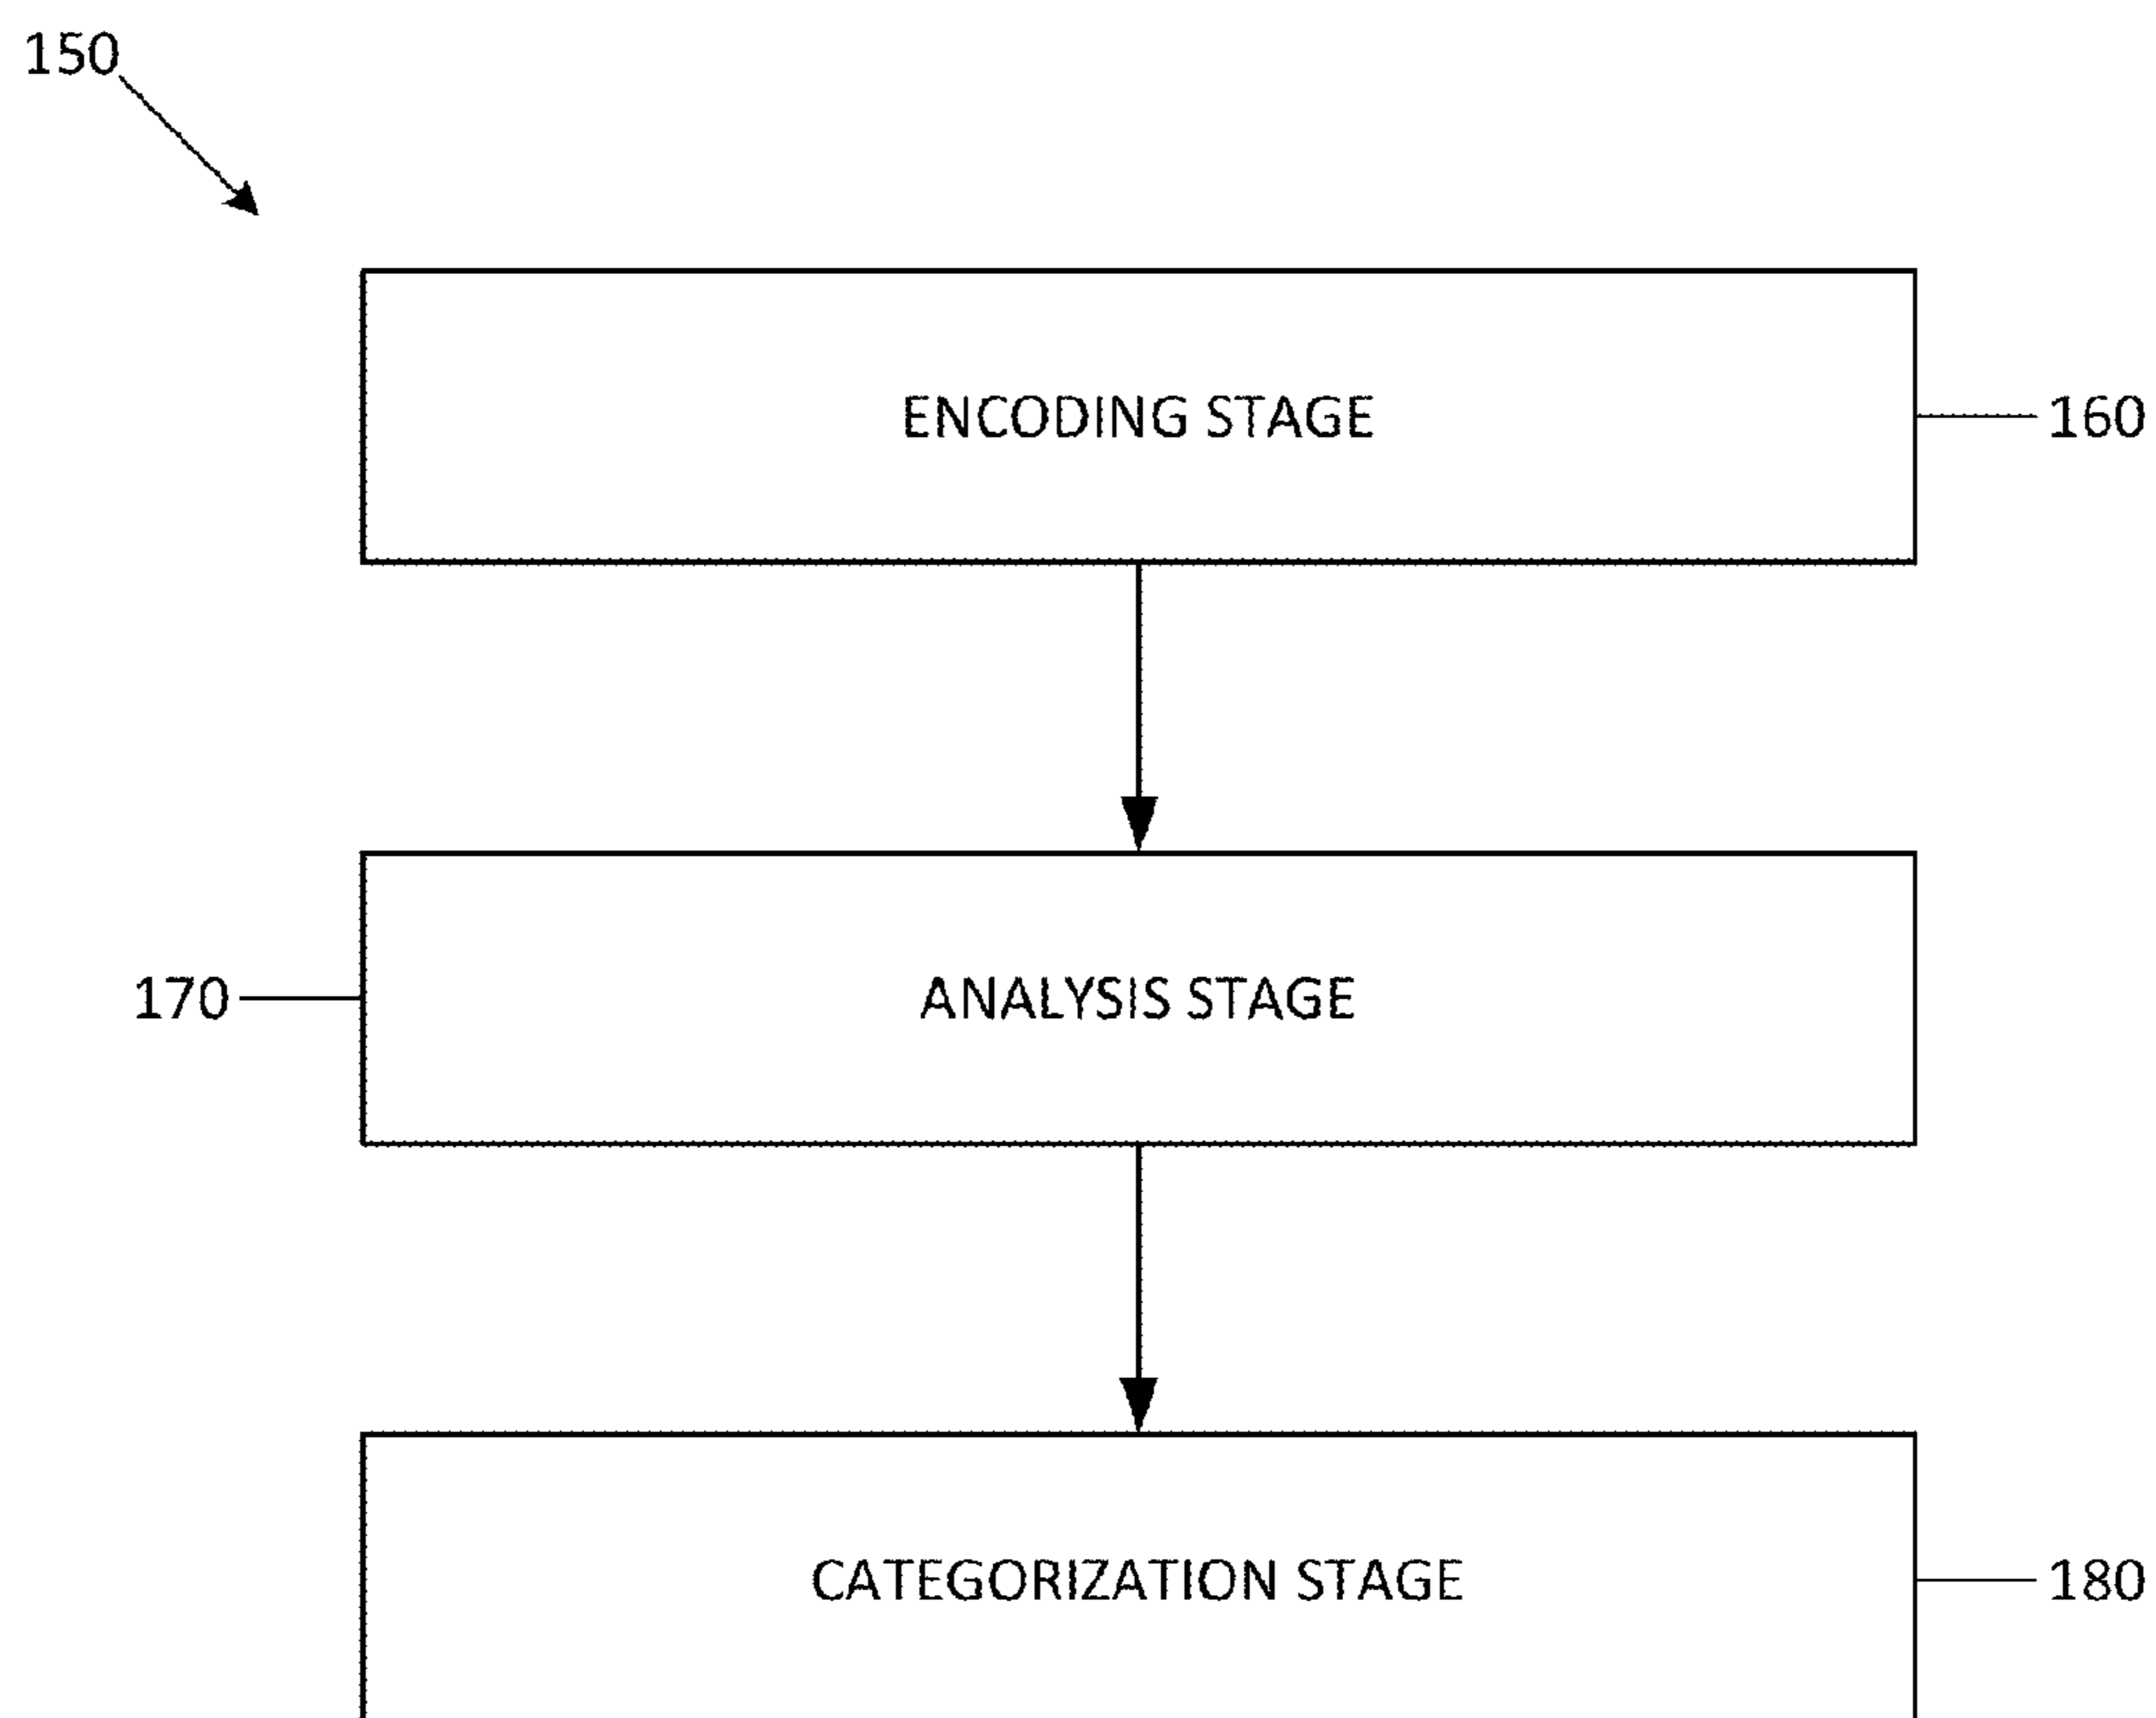 150
ENCODING STAGE
160
170
ANALYSIS STAGE
CATEGORIZATION STAGE
180